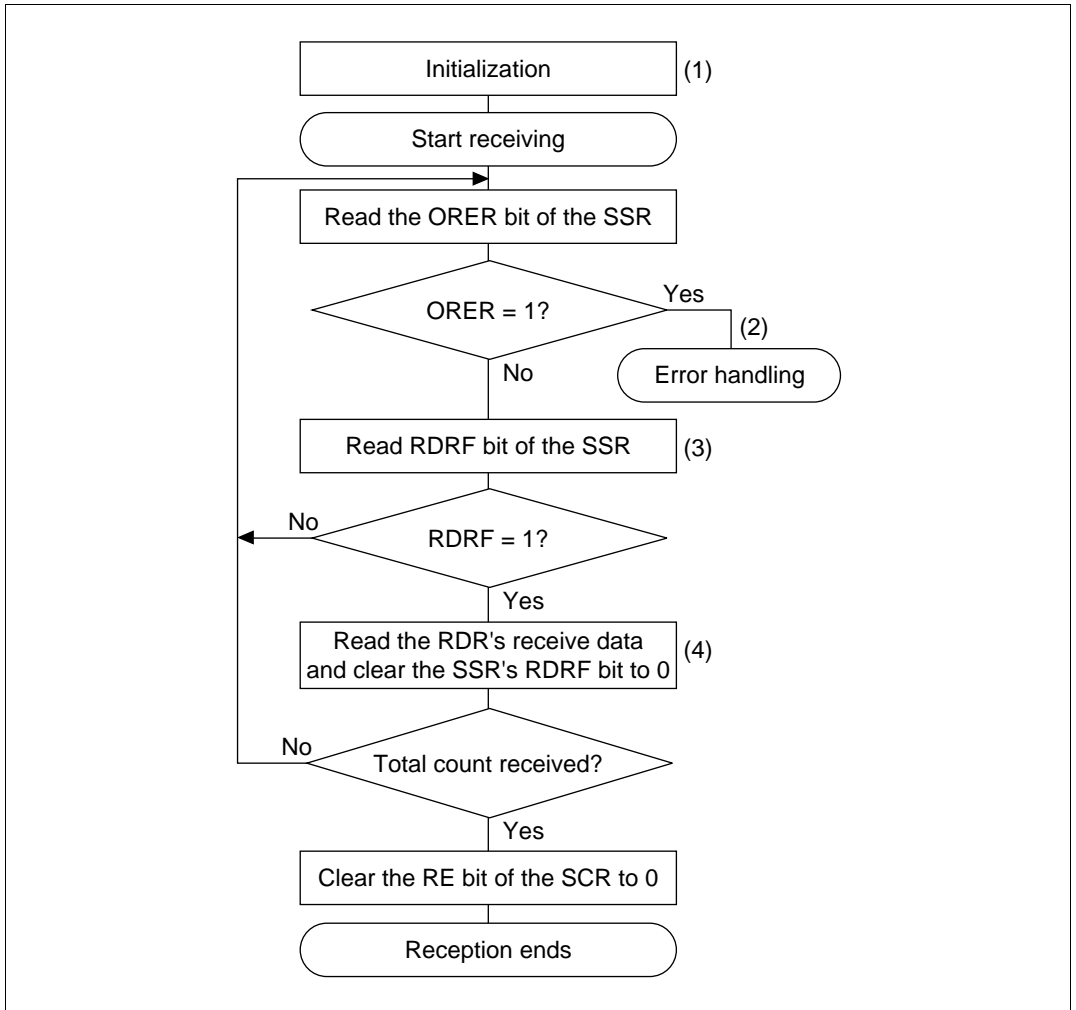 Initialization
(1)
Start receiving
Read the ORER bit of the SSR
ORER = 1?
Yes
(2)
Error handling
No
Read RDRF bit of the SSR
(3)
No
RDRF = 1?
Yes
Read the RDR's receive data
and clear the SSR's RDRF bit to 0
(4)
No
Total count received?
Yes
Clear the RE bit of the SCR to 0
Reception ends